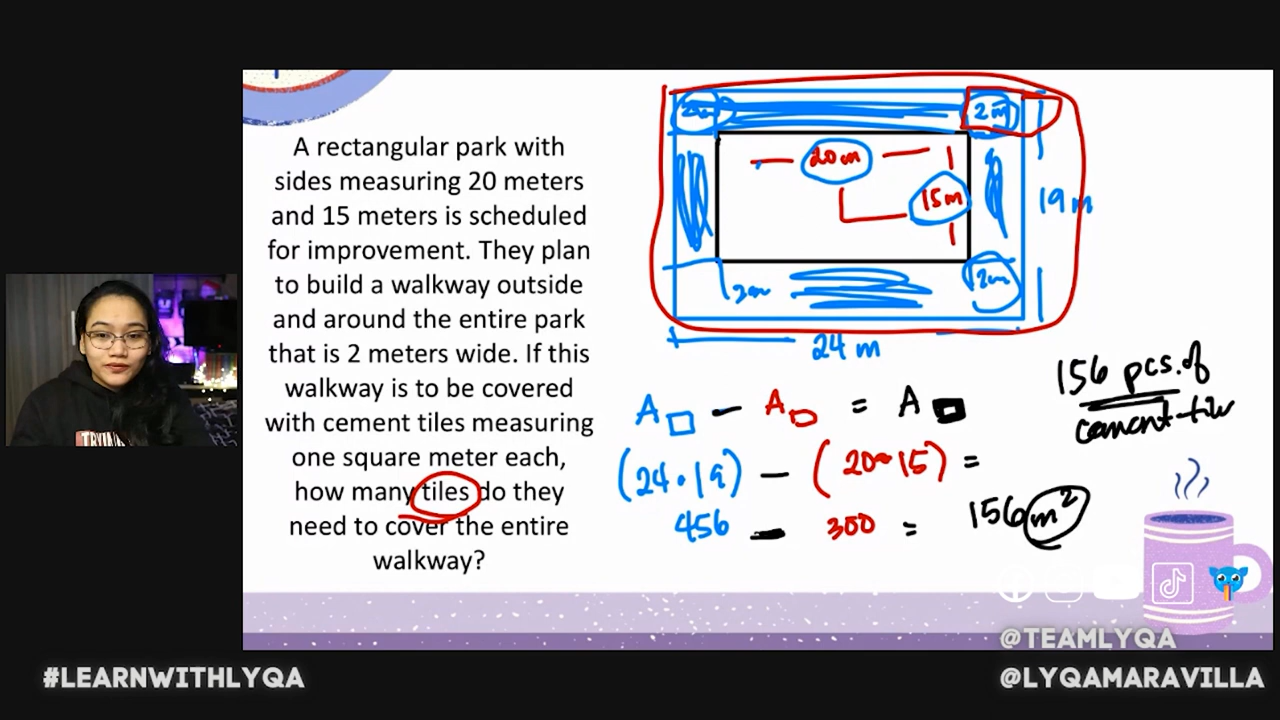 A rectangular park with
sides measuring 20 meters
and 15 meters is scheduled
for improvement. They plan
to build a walkway outside
and around the entire park
that is 2 meters wide. If this
walkway is to be covered
with cement tiles measuring
one square meter each,
how many tiles do they
need to cover the entire
walkway?
2m
20m
15m
2m
19m
24 m
A - A = A
(24 · 19) - (20 · 15) =
456 - 300 = 156 m²
156 pcs. of
cement
@TEAMLYQA
#LEARNWITHLYQA
@LYQAMARAVILLA